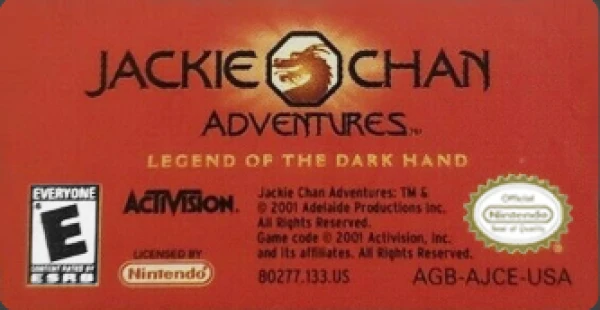 JACKIE CHAN
ADVENTURES™
LEGEND OF THE DARK HAND
EVERYONE
E
CONTENT RATED BY
ESRB
ACTIVISION.
LICENSED BY
Nintendo
Jackie Chan Adventures: TM &
© 2001 Adelaide Productions Inc.
All Rights Reserved.
Game code © 2001 Activision, Inc.
and its affiliates. All Rights Reserved.
80277.133.US
Official
Nintendo
Seal of Quality
AGB-AJCE-USA